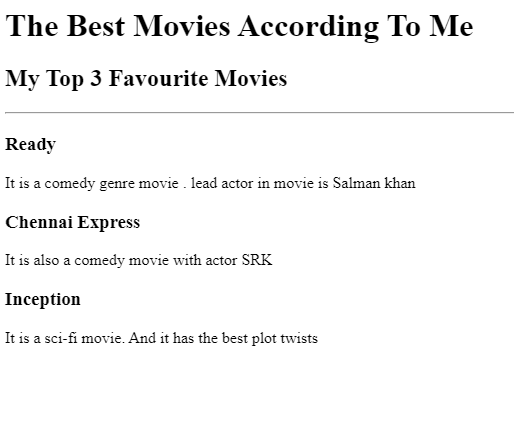 The Best Movies According To Me
My Top 3 Favourite Movies
Ready
It is a comedy genre movie . lead actor in movie is Salman khan
Chennai Express
It is also a comedy movie with actor SRK
Inception
It is a sci-fi movie. And it has the best plot twists